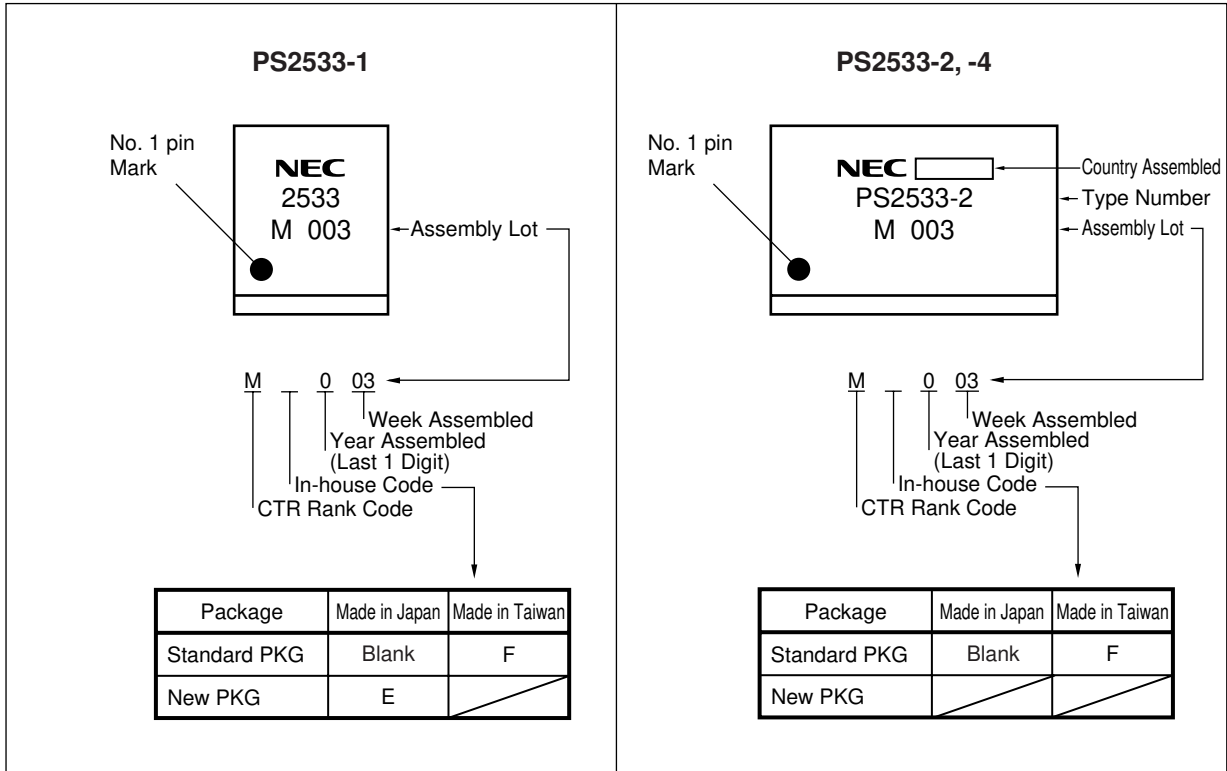 PS2533-1
No. 1 pin
Mark
NEC
2533
M 003
Assembly Lot
M _ 0 03
Week Assembled
Year Assembled
(Last 1 Digit)
In-house Code
CTR Rank Code
Package Made in Japan Made in Taiwan
Standard PKG Blank F
New PKG E
PS2533-2, -4
No. 1 pin
Mark
NEC
Country Assembled
PS2533-2
Type Number
M 003
Assembly Lot
M _ 0 03
Week Assembled
Year Assembled
(Last 1 Digit)
In-house Code
CTR Rank Code
Package Made in Japan Made in Taiwan
Standard PKG Blank F
New PKG